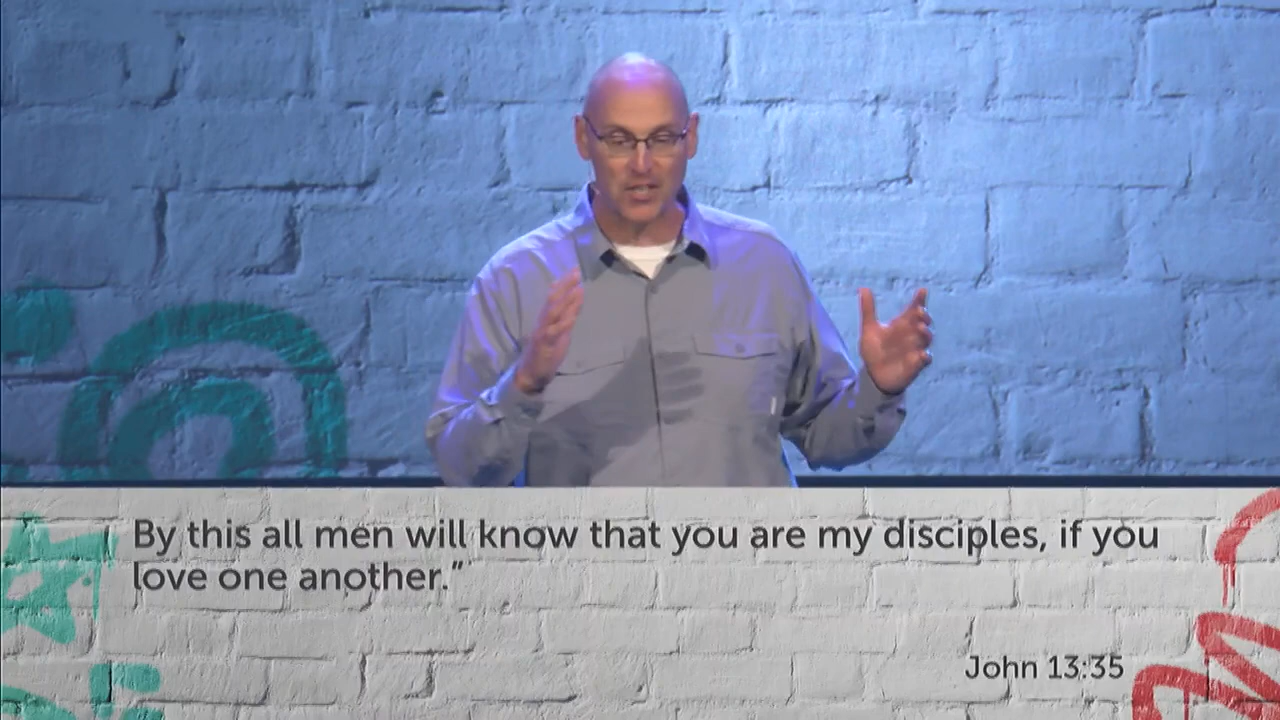 By this all men will know that you are my disciples, if you
love one another.”
John 13:35